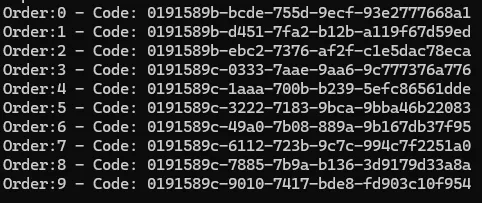 Order:0 - Code: 0191589b-bcde-755d-9ecf-93e2777668a1
Order:1 - Code: 0191589b-d451-7fa2-b12b-a119f67d59ed
Order:2 - Code: 0191589b-ebc2-7376-af2f-c1e5dac78eca
Order:3 - Code: 0191589c-0333-7aae-9aa6-9c777376a776
Order:4 - Code: 0191589c-1aaa-700b-b239-5efc86561dde
Order:5 - Code: 0191589c-3222-7183-9bca-9bba46b22083
Order:6 - Code: 0191589c-49a0-7b08-889a-9b167db37f95
Order:7 - Code: 0191589c-6112-723b-9c7c-994c7f2251a0
Order:8 - Code: 0191589c-7885-7b9a-b136-3d9179d33a8a
Order:9 - Code: 0191589c-9010-7417-bde8-fd903c10f954